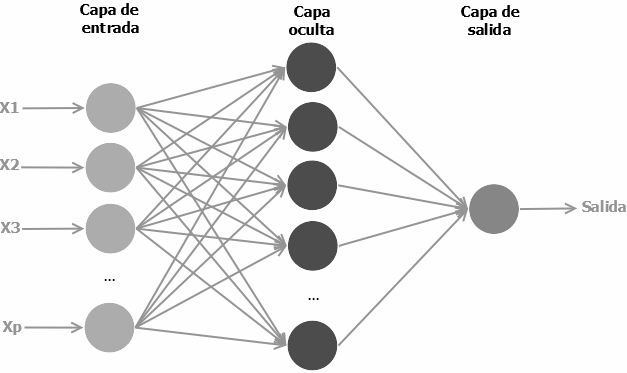 Capa de
entrada
Capa
oculta
Capa de
salida
X1
X2
X3
...
Xp
...
Salida